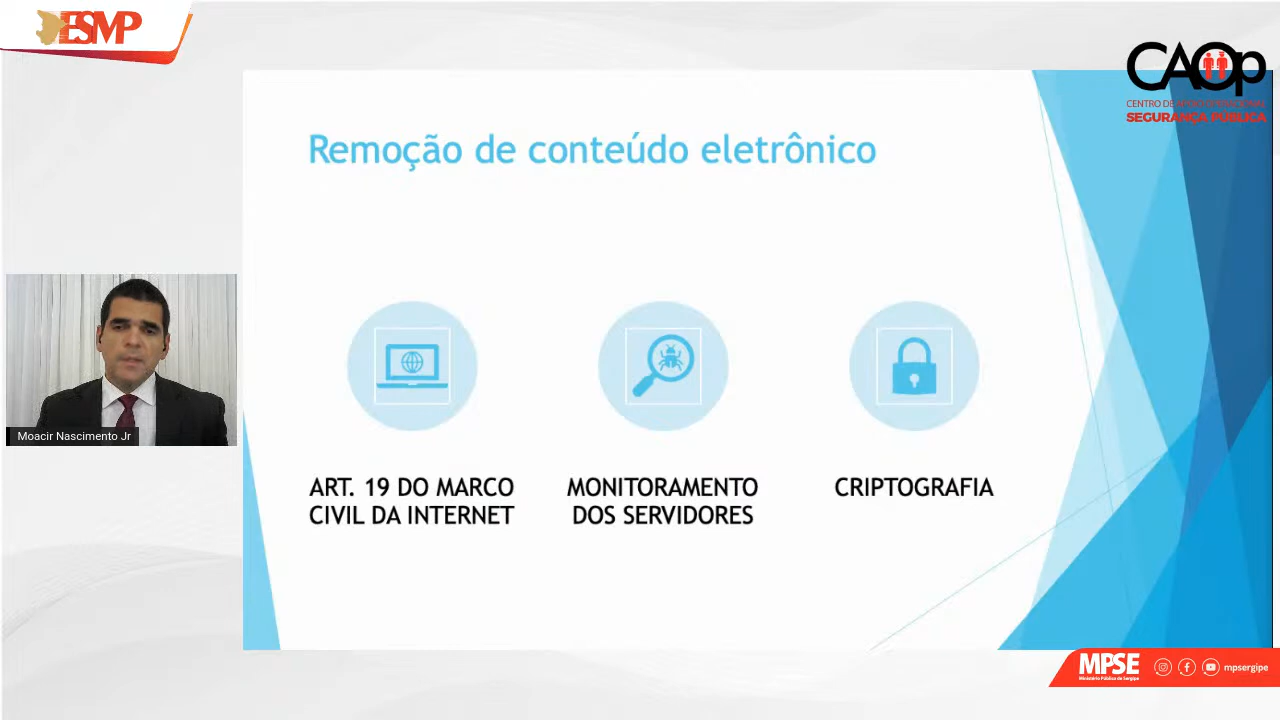 ESMP
CAOp
CENTRO DE APOIO OPERACIONAL
SEGURANÇA PÚBLICA
Remoção de conteúdo eletrônico
Moacir Nascimento Jr
ART. 19 DO MARCO
CIVIL DA INTERNET
MONITORAMENTO
DOS SERVIDORES
CRIPTOGRAFIA
MPSE
Ministério Público de Sergipe
mpsergipe